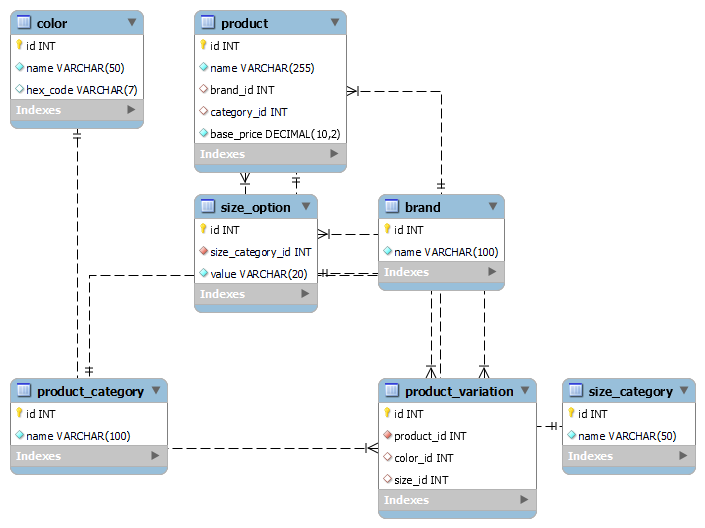 color
id INT
name VARCHAR(50)
hex_code VARCHAR(7)
Indexes
product
id INT
name VARCHAR(255)
brand_id INT
category_id INT
base_price DECIMAL(10,2)
Indexes
size_option
id INT
size_category_id INT
value VARCHAR(20)
Indexes
brand
id INT
name VARCHAR(100)
Indexes
product_category
id INT
name VARCHAR(100)
Indexes
product_variation
id INT
product_id INT
color_id INT
size_id INT
Indexes
size_category
id INT
name VARCHAR(50)
Indexes